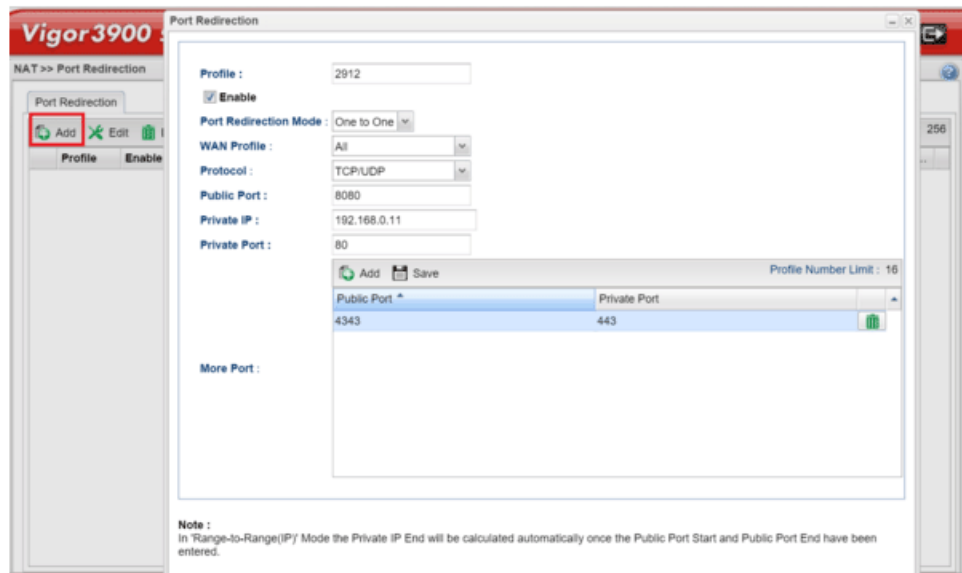 Vigor3900
Port Redirection
NAT >> Port Redirection
Port Redirection
Add Edit
256
Profile Enable
Profile : 2912
Enable
Port Redirection Mode : One to One
WAN Profile : All
Protocol : TCP/UDP
Public Port : 8080
Private IP : 192.168.0.11
Private Port : 80
Add Save Profile Number Limit : 16
Public Port Private Port
4343 443
More Port :
Note :
In 'Range-to-Range(IP)' Mode the Private IP End will be calculated automatically once the Public Port Start and Public Port End have been
entered.